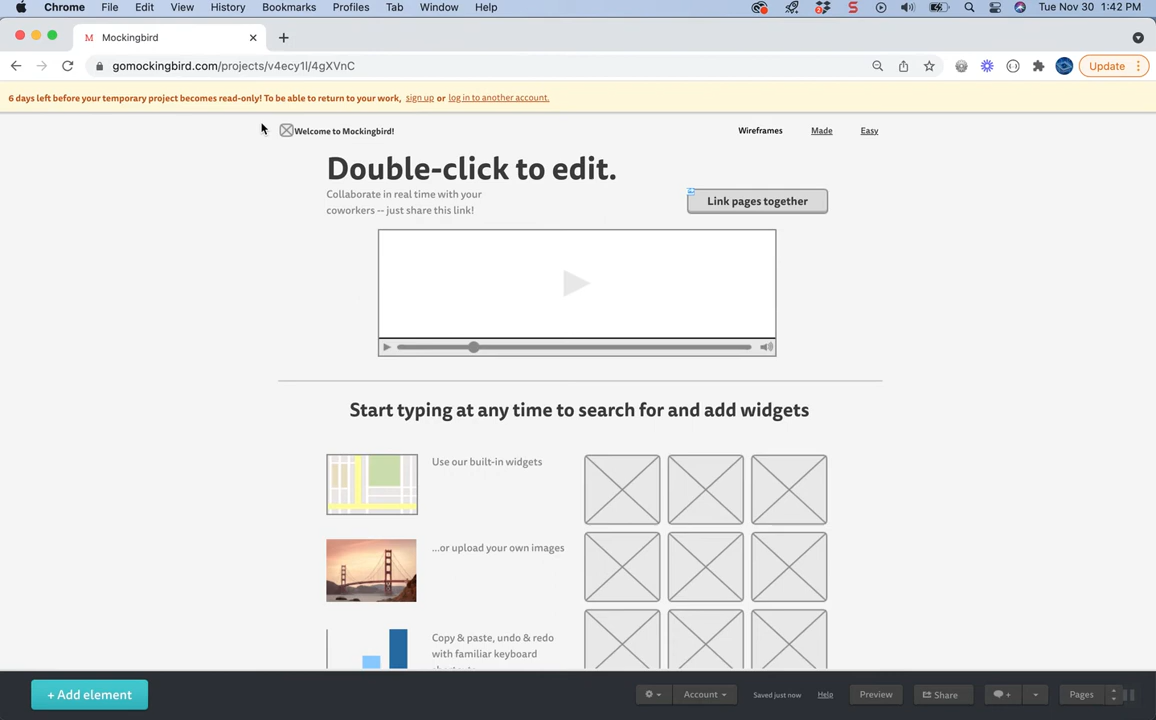 Chrome File Edit View History Bookmarks Profiles Tab Window Help Tue Nov 30 1:42 PM
M Mockingbird
gomockingbird.com/projects/v4ecy1l/4gXVnC Update
6 days left before your temporary project becomes read-only! To be able to return to your work, sign up or log in to another account.
Welcome to Mockingbird! Wireframes Made Easy
Double-click to edit.
Collaborate in real time with your
coworkers -- just share this link!
Link pages together
Start typing at any time to search for and add widgets
Use our built-in widgets
...or upload your own images
Copy & paste, undo & redo
with familiar keyboard
+ Add element Account Saved just now Help Preview Share + Pages